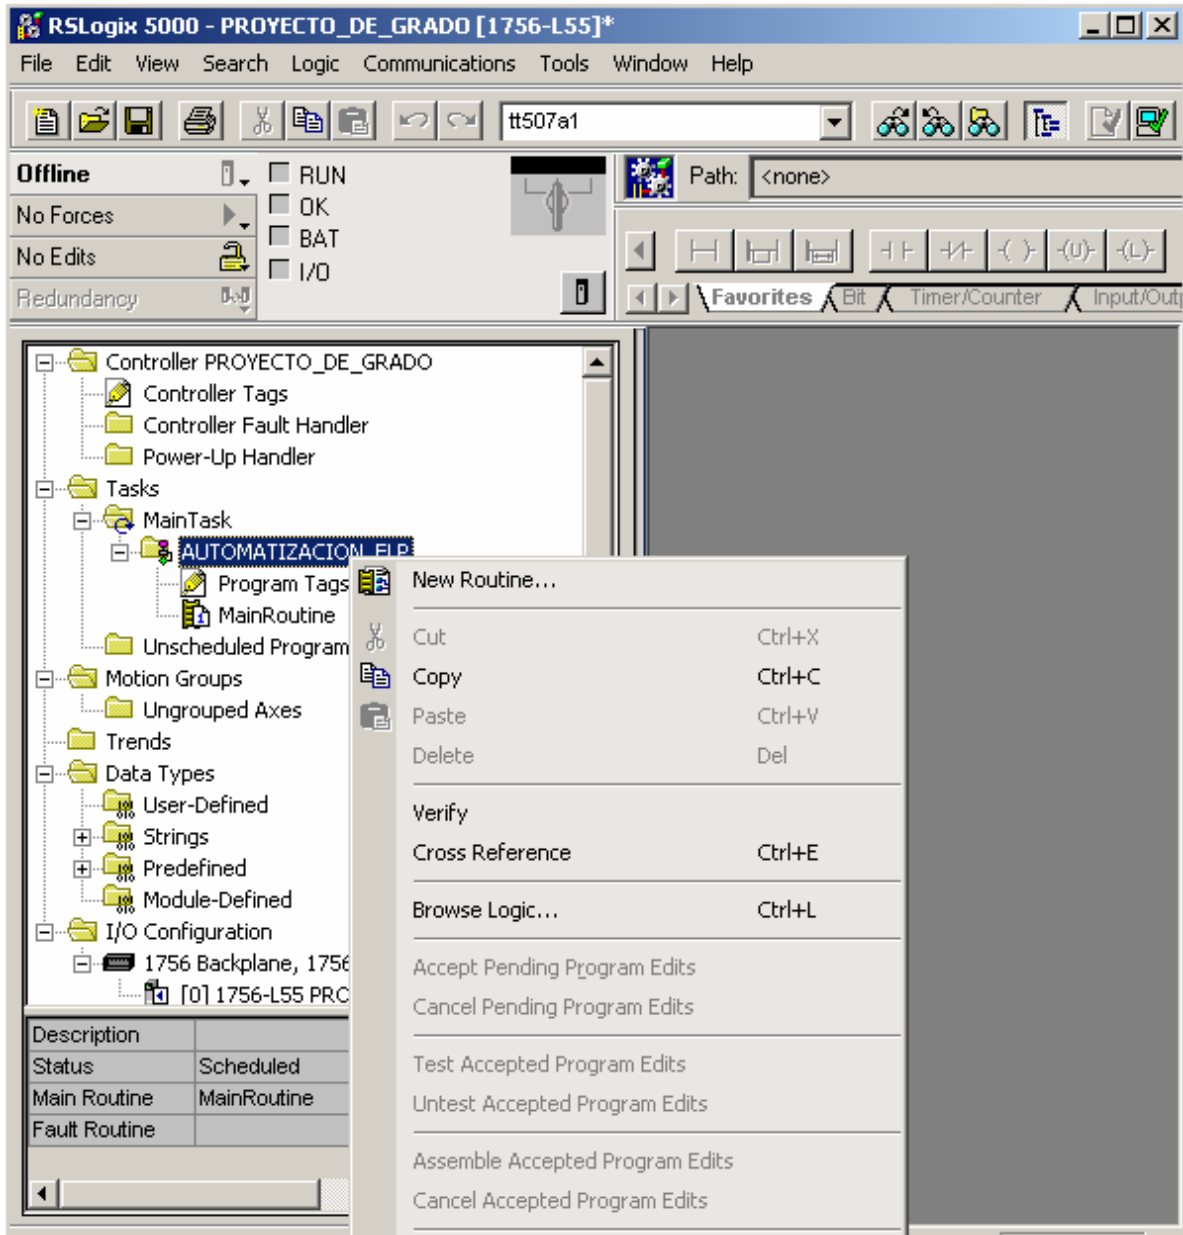 RSLogix 5000 - PROYECTO_DE_GRADO [1756-L55]*
File Edit View Search Logic Communications Tools Window Help
tt507a1
Offline
RUN
Path: <none>
No Forces
OK
BAT
No Edits
I/O
Redundancy
Favorites Bit Timer/Counter
Controller PROYECTO_DE_GRADO
Controller Tags
Controller Fault Handler
Power-Up Handler
Tasks
MainTask
AUTOMATIZACION_FLP
Program Tags
MainRoutine
Unscheduled Program
Motion Groups
Ungrouped Axes
Trends
Data Types
User-Defined
Strings
Predefined
Module-Defined
I/O Configuration
1756 Backplane, 1756
[0] 1756-L55 PRO
Description
Status Scheduled
Main Routine MainRoutine
Fault Routine
New Routine...
Cut Ctrl+X
Copy Ctrl+C
Paste Ctrl+V
Delete Del
Verify
Cross Reference Ctrl+E
Browse Logic... Ctrl+L
Accept Pending Program Edits
Cancel Pending Program Edits
Test Accepted Program Edits
Untest Accepted Program Edits
Assemble Accepted Program Edits
Cancel Accepted Program Edits